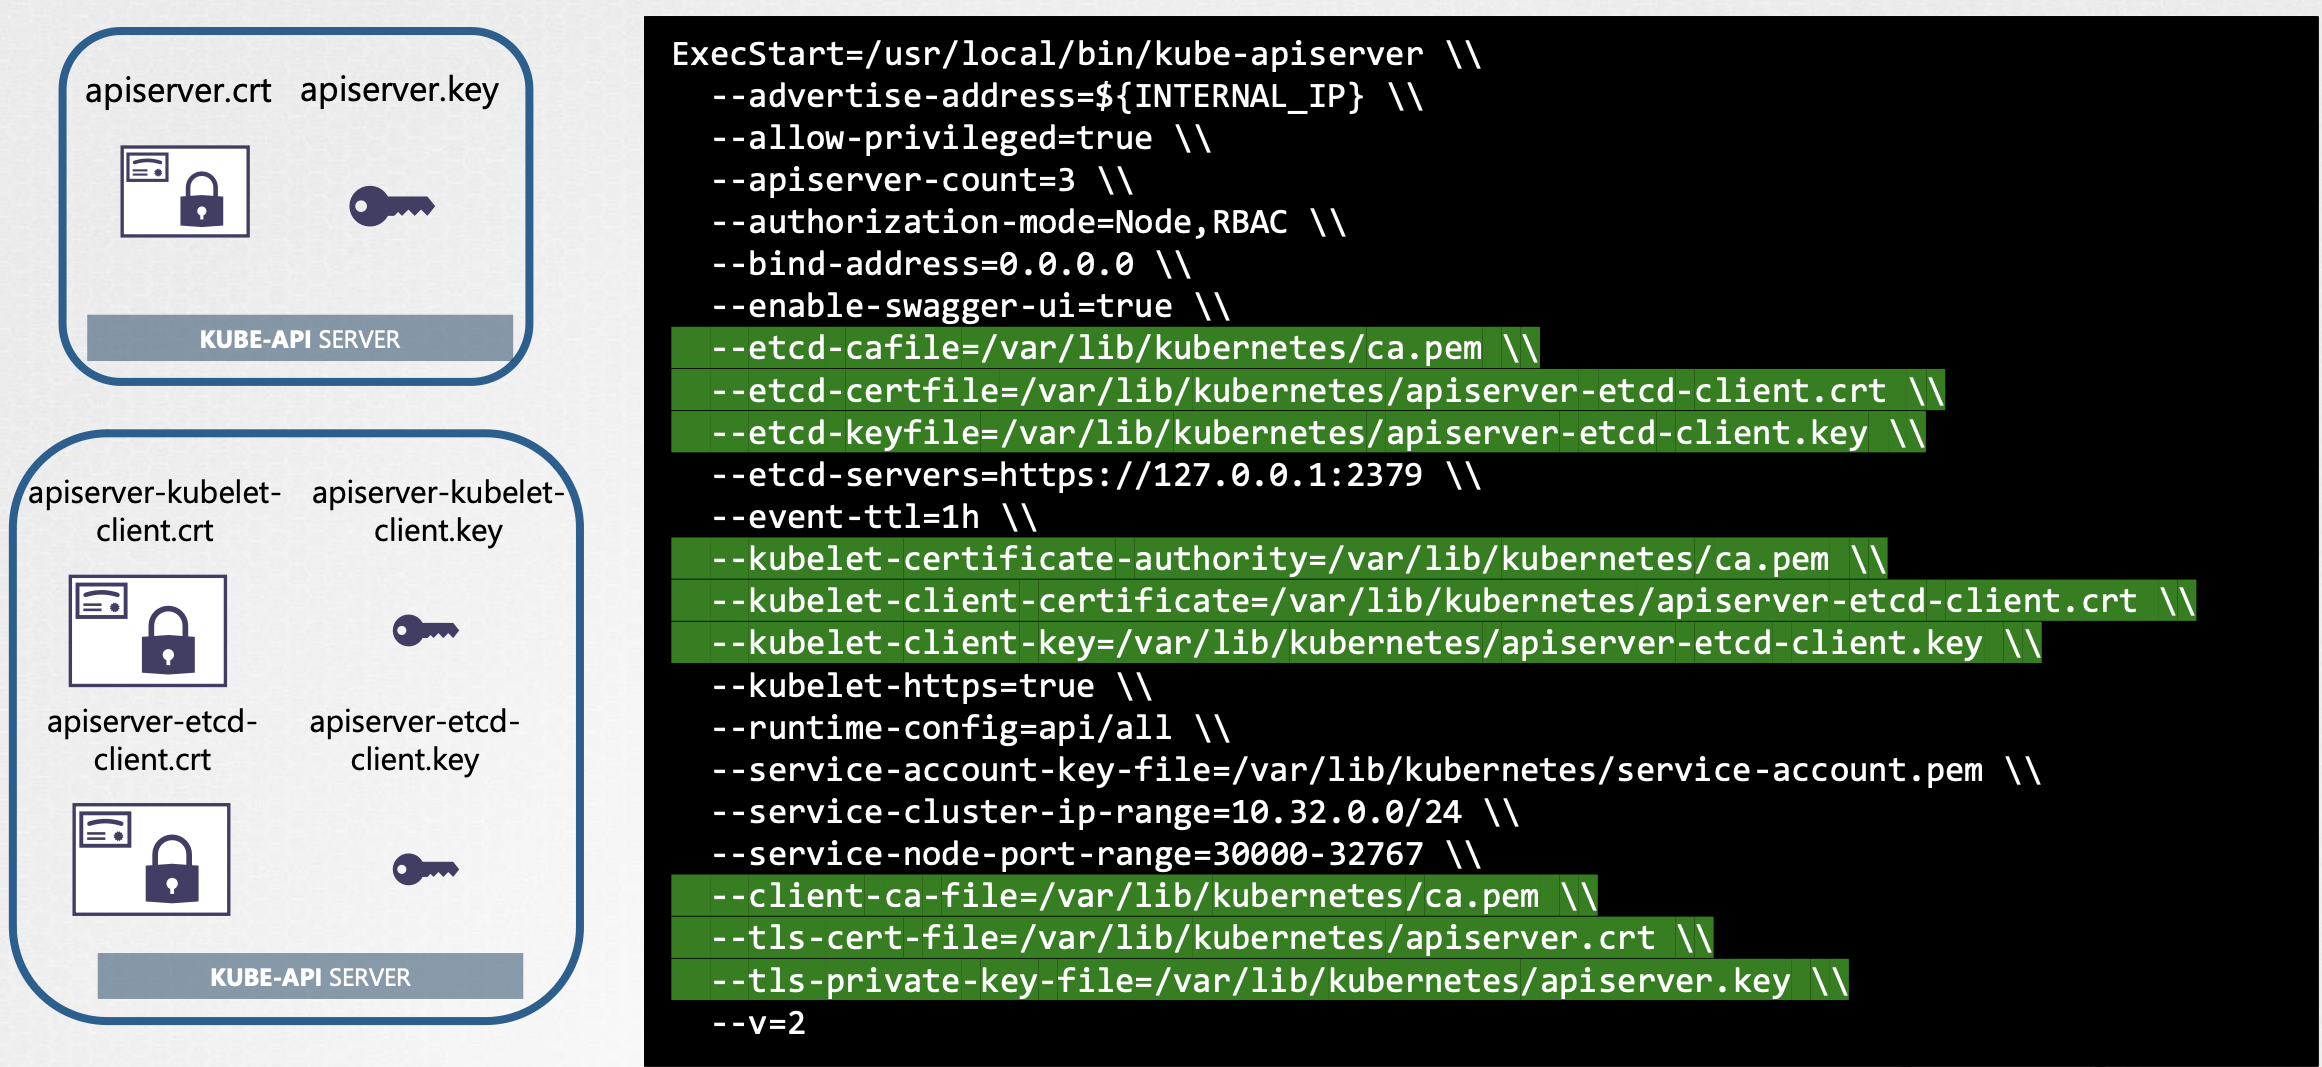 apiserver.crt apiserver.key
KUBE-API SERVER
apiserver-kubelet-
client.crt
apiserver-kubelet-
client.key
apiserver-etcd-
client.crt
apiserver-etcd-
client.key
KUBE-API SERVER
ExecStart=/usr/local/bin/kube-apiserver \\
  --advertise-address=${INTERNAL_IP} \\
  --allow-privileged=true \\
  --apiserver-count=3 \\
  --authorization-mode=Node,RBAC \\
  --bind-address=0.0.0.0 \\
  --enable-swagger-ui=true \\
  --etcd-cafile=/var/lib/kubernetes/ca.pem \\
  --etcd-certfile=/var/lib/kubernetes/apiserver-etcd-client.crt \\
  --etcd-keyfile=/var/lib/kubernetes/apiserver-etcd-client.key \\
  --etcd-servers=https://127.0.0.1:2379 \\
  --event-ttl=1h \\
  --kubelet-certificate-authority=/var/lib/kubernetes/ca.pem \\
  --kubelet-client-certificate=/var/lib/kubernetes/apiserver-etcd-client.crt \\
  --kubelet-client-key=/var/lib/kubernetes/apiserver-etcd-client.key \\
  --kubelet-https=true \\
  --runtime-config=api/all \\
  --service-account-key-file=/var/lib/kubernetes/service-account.pem \\
  --service-cluster-ip-range=10.32.0.0/24 \\
  --service-node-port-range=30000-32767 \\
  --client-ca-file=/var/lib/kubernetes/ca.pem \\
  --tls-cert-file=/var/lib/kubernetes/apiserver.crt \\
  --tls-private-key-file=/var/lib/kubernetes/apiserver.key \\
  --v=2